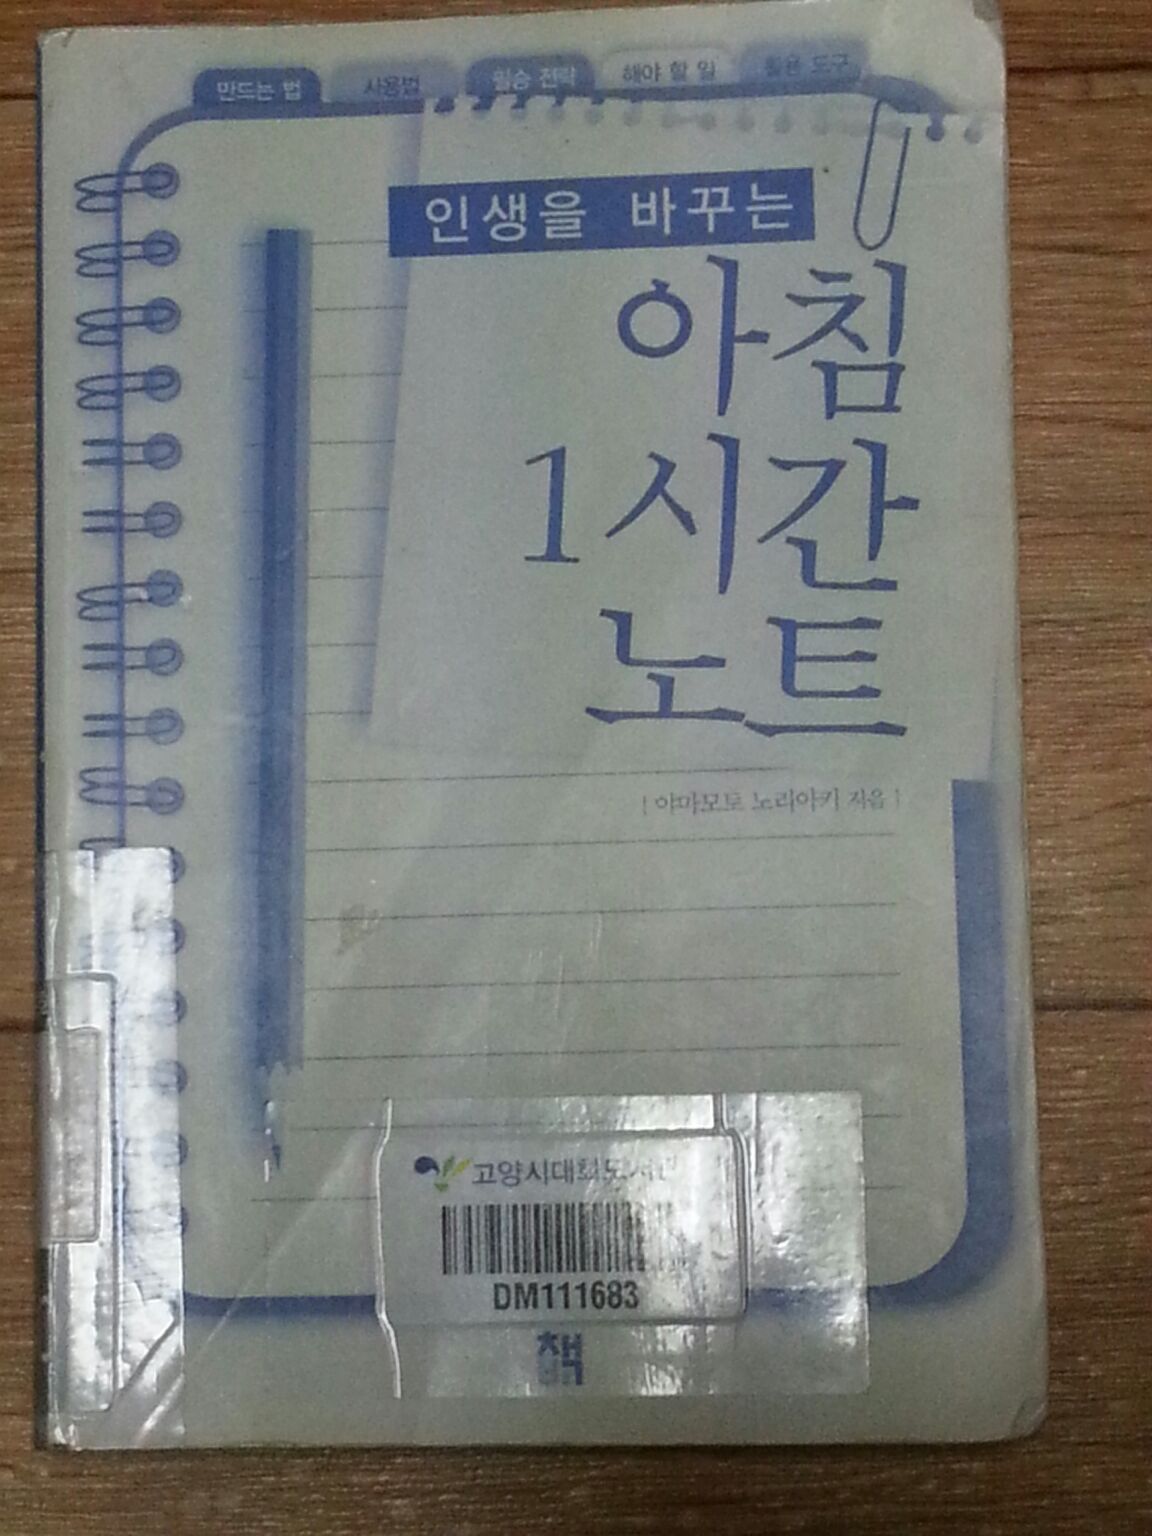 만드는 법
사용법
필승 전략
해야 할 일
활용 도구
인생을 바꾸는
아침
1시간
노트
| 야마모토 노리아키 지음 |
고양시대화도서관
DM111683
책